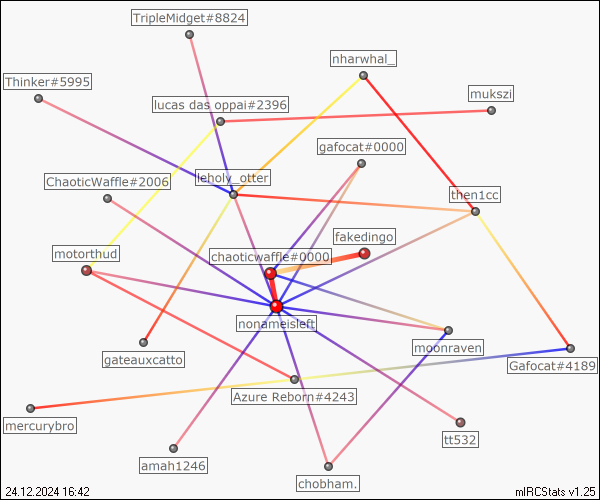 TripleMidget#8824
nharwhal_
Thinker#5995
mukszi
lucas das oppai#2396
gafocat#0000
ChaoticWaffle#2006
leholy_otter
then1cc
fakedingo
motorthud
chaoticwaffle#0000
nonameisleft
moonraven
gateauxcatto
Gafocat#4189
Azure Reborn#4243
mercurybro
tt532
amah1246
chobham.
24.12.2024 16:42
mIRCStats v1.25